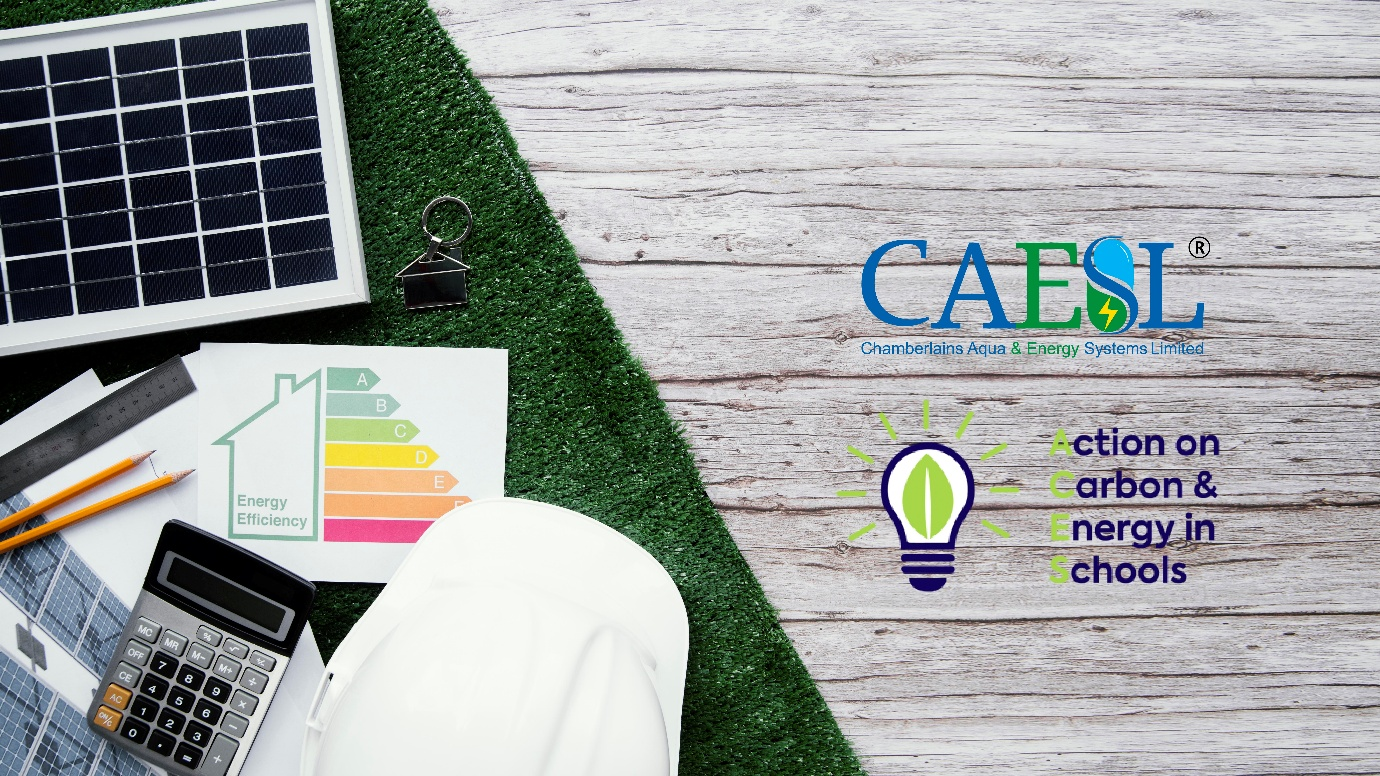 CAESL®
Chamberlains Aqua & Energy Systems Limited
Action on
Carbon &
Energy in
Schools
A
B
C
D
E
Energy
Efficiency
MC
MR
M-
M+
%
√
OFF
CE
AC
ON/C
7
8
9
÷
4
5
6
×
1
2
3
−
0
.
=
+